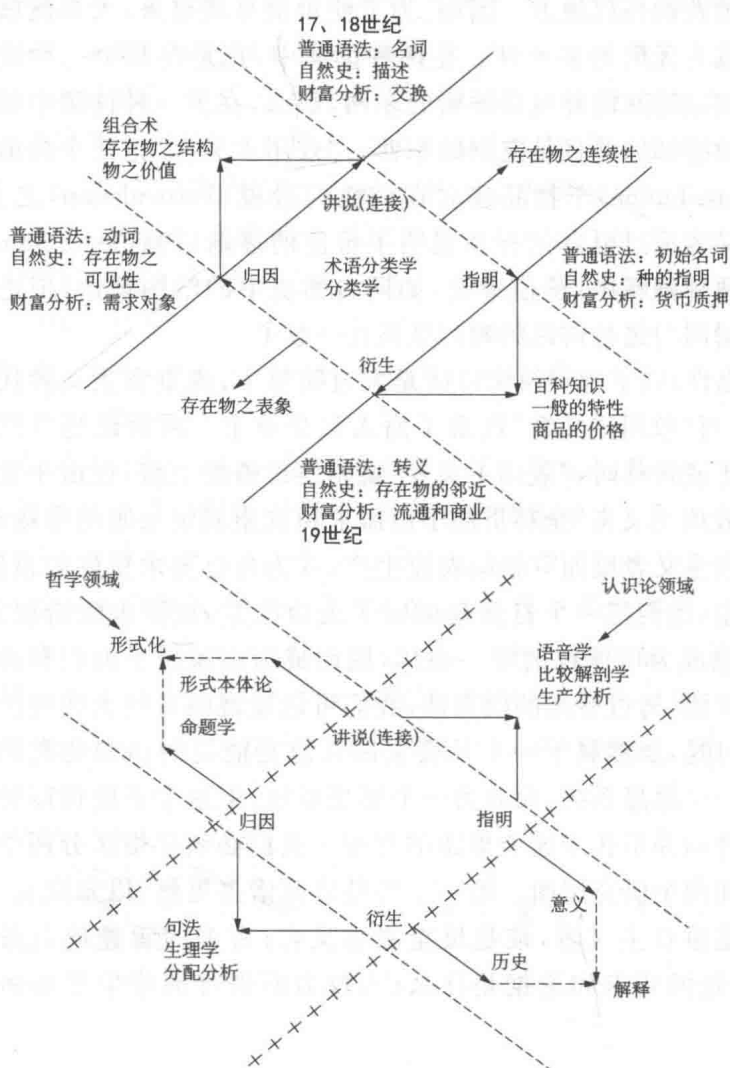 17、18世纪
普通语法：名词
自然史：描述
财富分析：交换
组合术
存在物之结构
物之价值
存在物之连续性
讲说(连接)
普通语法：动词
自然史：存在物之
可见性
财富分析：需求对象
归因
术语分类学
分类学
指明
普通语法：初始名词
自然史：种的指明
财富分析：货币质押
衍生
存在物之表象
百科知识
一般的特性
商品的价格
普通语法：转义
自然史：存在物的邻近
财富分析：流通和商业
19世纪
哲学领域
认识论领域
形式化
形式本体论
命题学
语音学
比较解剖学
生产分析
讲说(连接)
归因
指明
句法
生理学
分配分析
衍生
意义
历史
解释